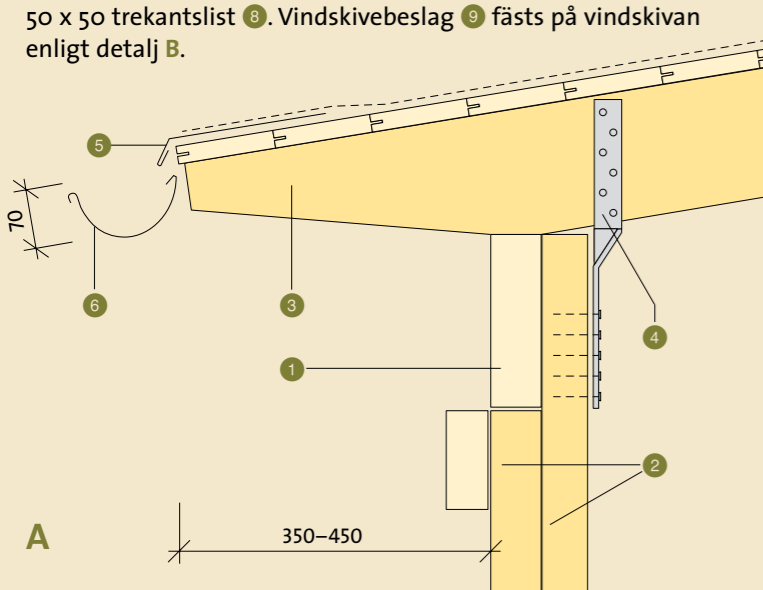 50 x 50 trekantslist 8. Vindskivebeslag 9 fästs på vindskivan
enligt detalj B.
5
70
6
3
4
1
2
A
350–450